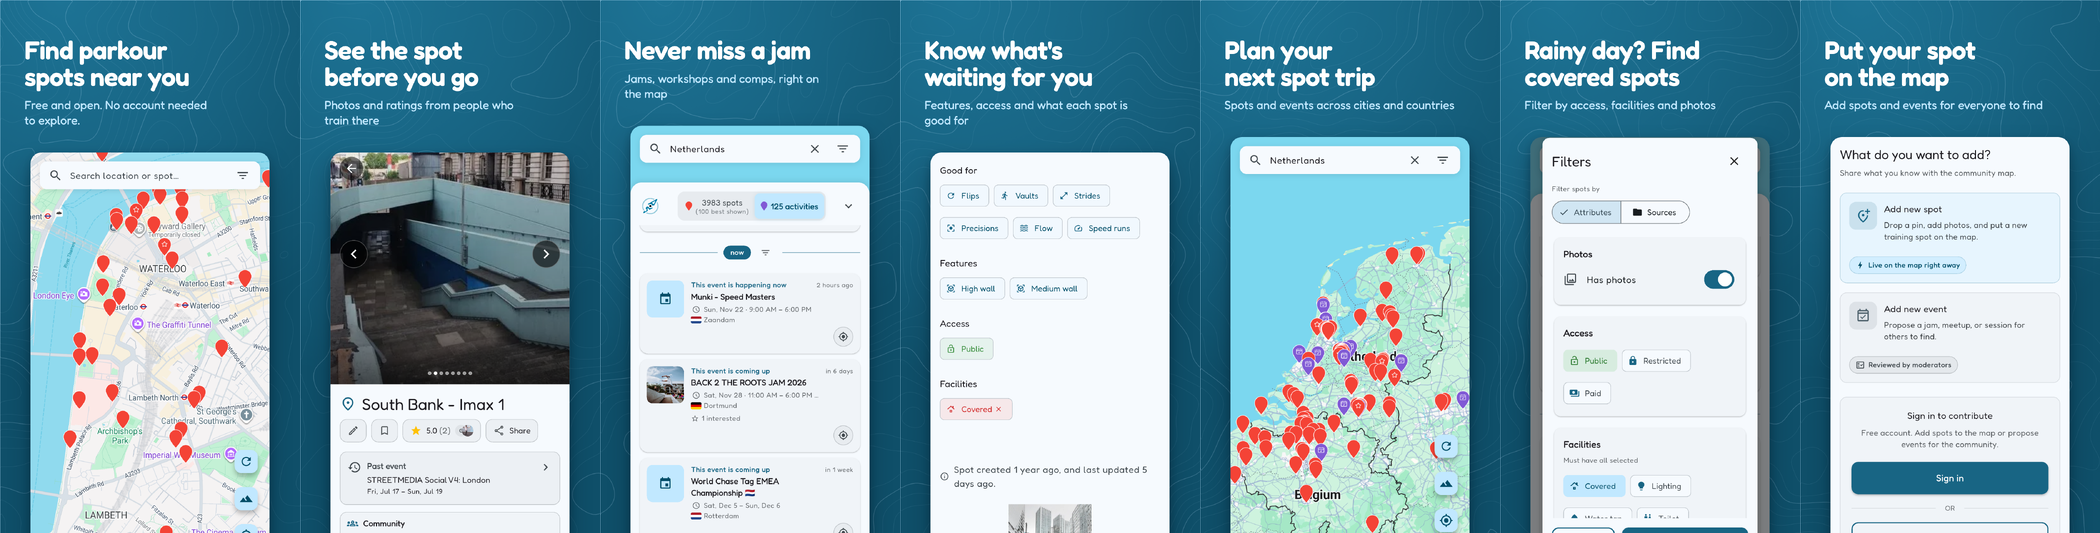 Find parkour
spots near you
Free and open. No account needed
to explore.
Search location or spot...
WATERLOO
Waterloo East
Waterloo
London Eye
The Graffiti Tunnel
Lambeth North
St George's
Cathedral, Southwark
Archbishop's
Park
Imperial War Museum
LAMBETH
See the spot
before you go
Photos and ratings from people who
train there
South Bank - Imax 1
5.0 (2)
Share
Past event
STREETMEDIA Social V4: London
Fri, Jul 17 – Sun, Jul 19
Community
Never miss a jam
Jams, workshops and comps, right on
the map
Netherlands
3983 spots
(100 best shown)
125 activities
now
This event is happening now
2 hours ago
Munki - Speed Masters
Sun, Nov 22 · 9:00 AM – 6:00 PM
Zaandam
This event is coming up
in 6 days
BACK 2 THE ROOTS JAM 2026
Sat, Nov 28 · 11:00 AM – 6:00 PM ...
Dortmund
1 interested
This event is coming up
in 1 week
World Chase Tag EMEA
Championship
Sat, Dec 5 – Sun, Dec 6
Rotterdam
Know what's
waiting for you
Features, access and what each spot is
good for
Good for
Flips
Vaults
Strides
Precisions
Flow
Speed runs
Features
High wall
Medium wall
Access
Public
Facilities
Covered
Spot created 1 year ago, and last updated 5
days ago.
Plan your
next spot trip
Spots and events across cities and countries
Netherlands
Belgium
Rainy day? Find
covered spots
Filter by access, facilities and photos
Filters
Filter spots by
Attributes
Sources
Photos
Has photos
Access
Public
Restricted
Paid
Facilities
Must have all selected
Covered
Lighting
Put your spot
on the map
Add spots and events for everyone to find
What do you want to add?
Share what you know with the community map.
Add new spot
Drop a pin, add photos, and put a new
training spot on the map.
Live on the map right away
Add new event
Propose a jam, meetup, or session for
others to find.
Reviewed by moderators
Sign in to contribute
Free account. Add spots to the map or propose
events for the community.
Sign in
OR